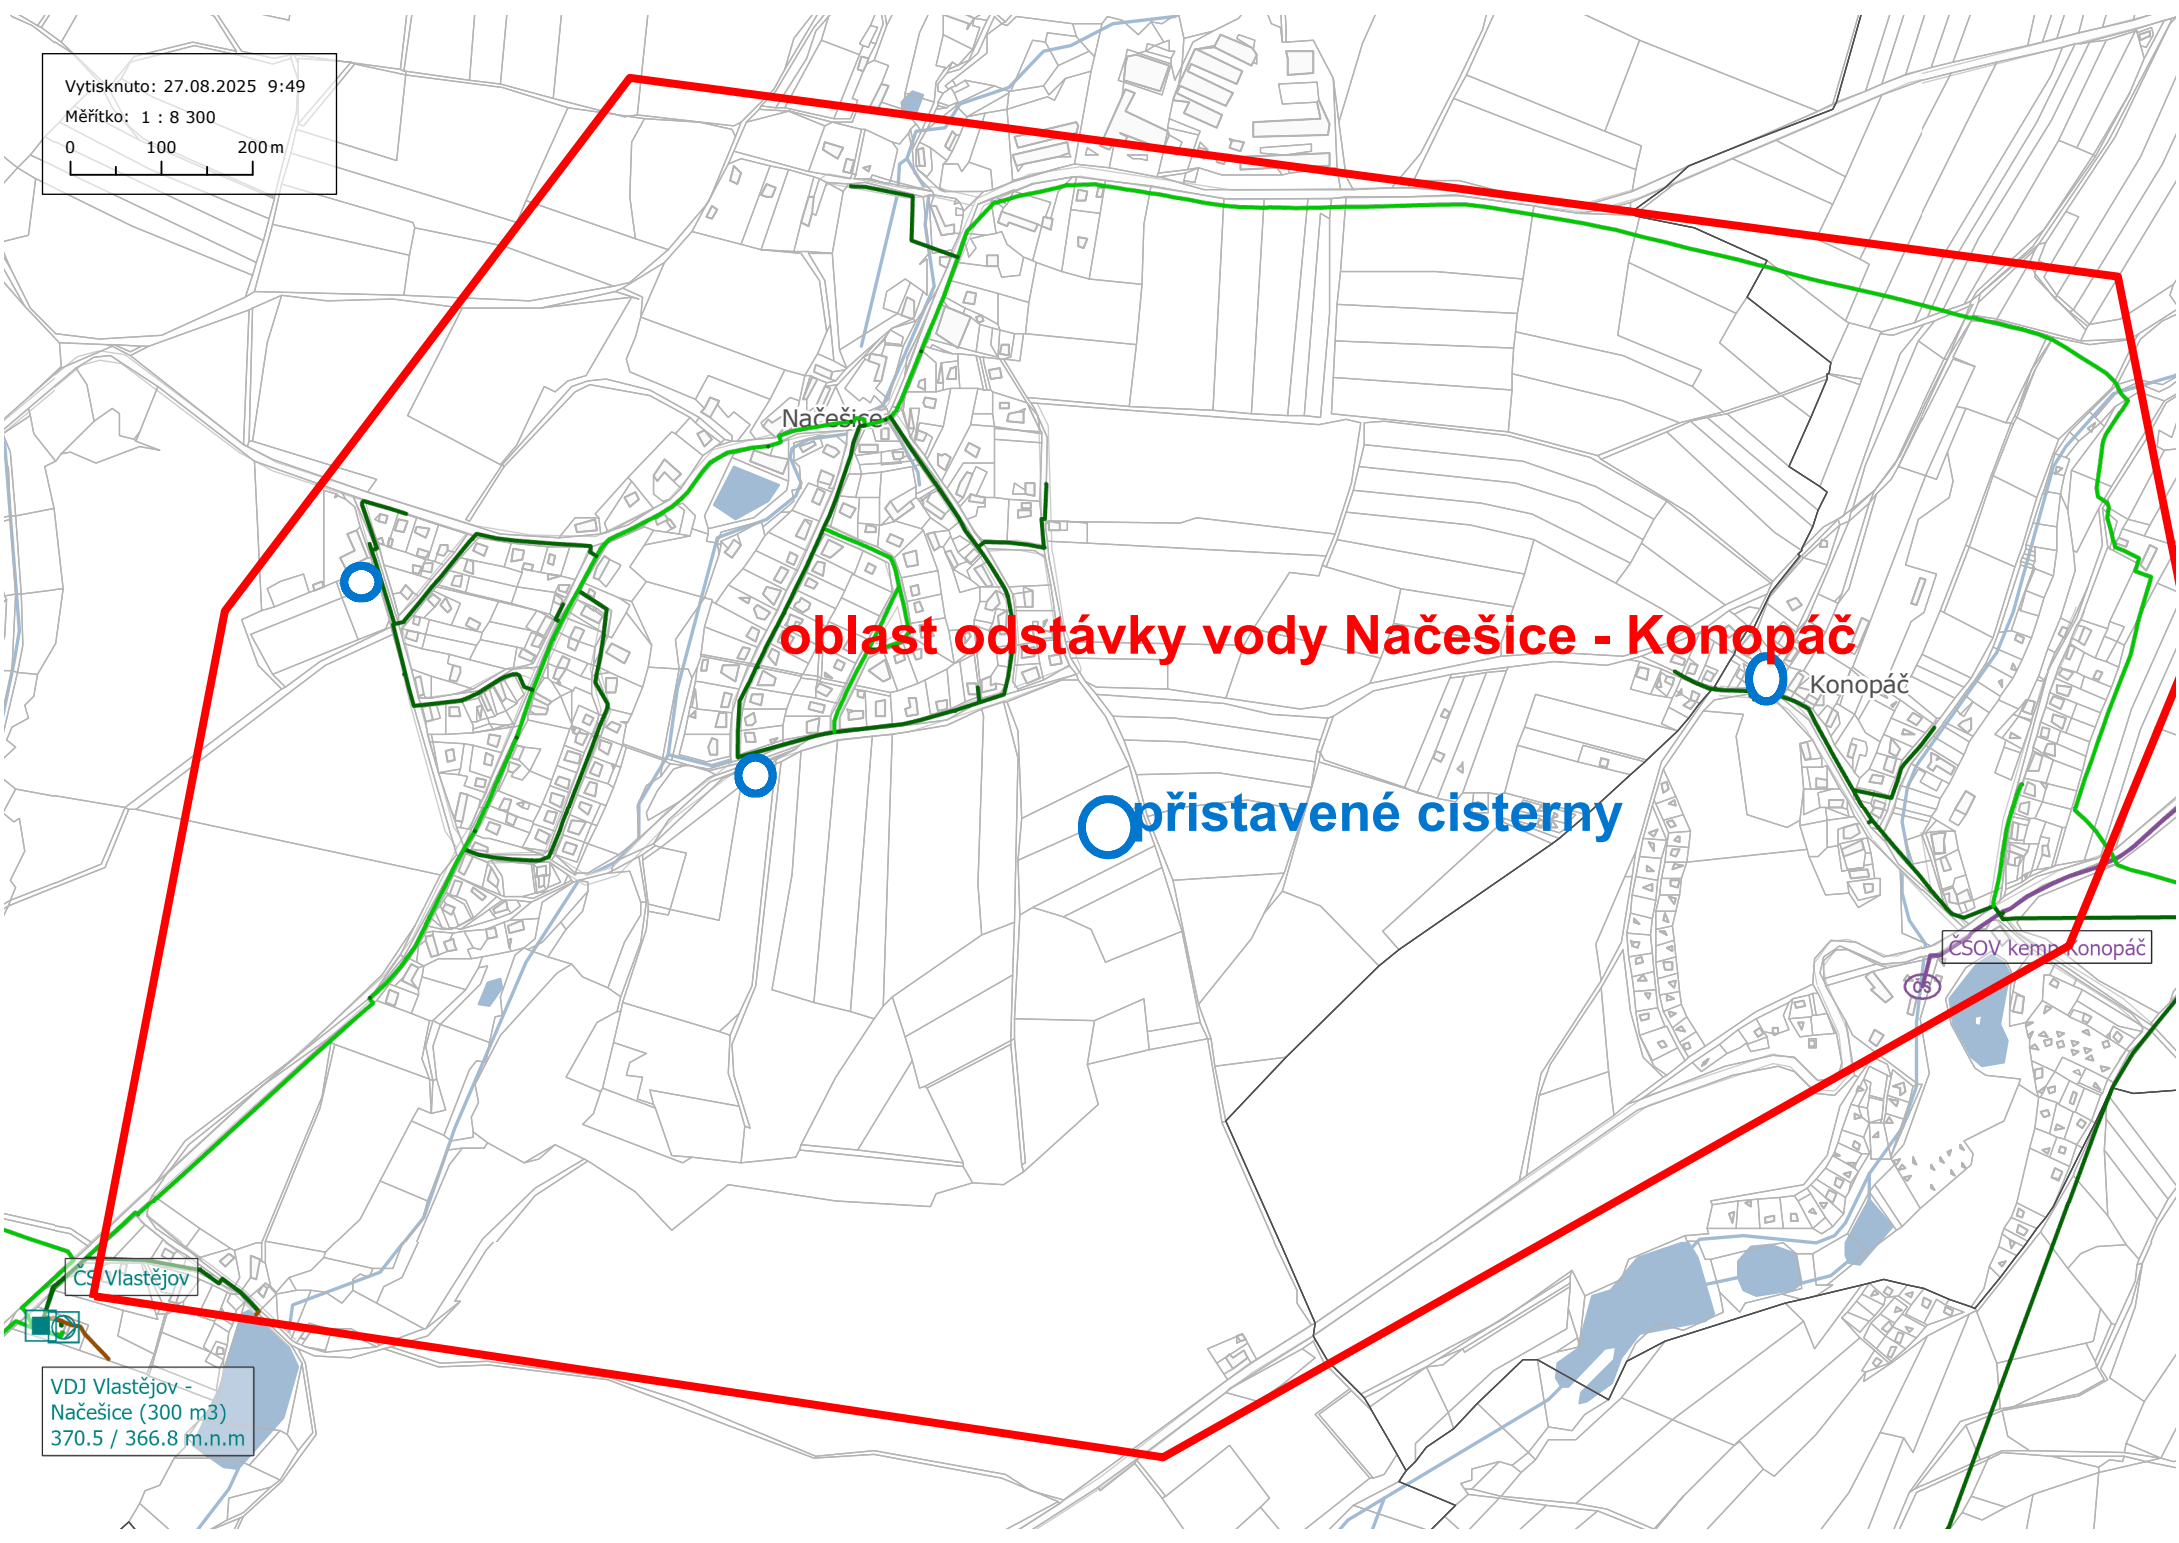 Vytisknuto: 27.08.2025 9:49
Měřítko: 1 : 8 300
0 100 200 m
Načešice
oblast odstávky vody Načešice - Konopáč
Konopáč
přistavené cisterny
ČSOV kemp Konopáč
ČS
ČS Vlastějov
VDJ Vlastějov -
Načešice (300 m3)
370.5 / 366.8 m.n.m